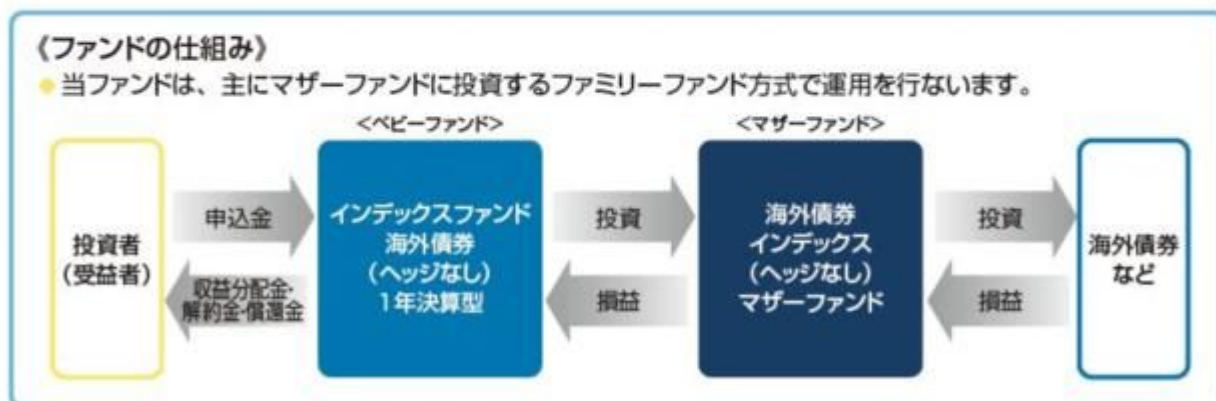 《ファンドの仕組み》
● 当ファンドは、主にマザーファンドに投資するファミリーファンド方式で運用を行ないます。
<ベビーファンド>
<マザーファンド>
投資者
(受益者)
申込金
収益分配金・
解約金・償還金
インデックスファンド
海外債券
(ヘッジなし)
1年決算型
投資
損益
海外債券
インデックス
(ヘッジなし)
マザーファンド
投資
損益
海外債券
など